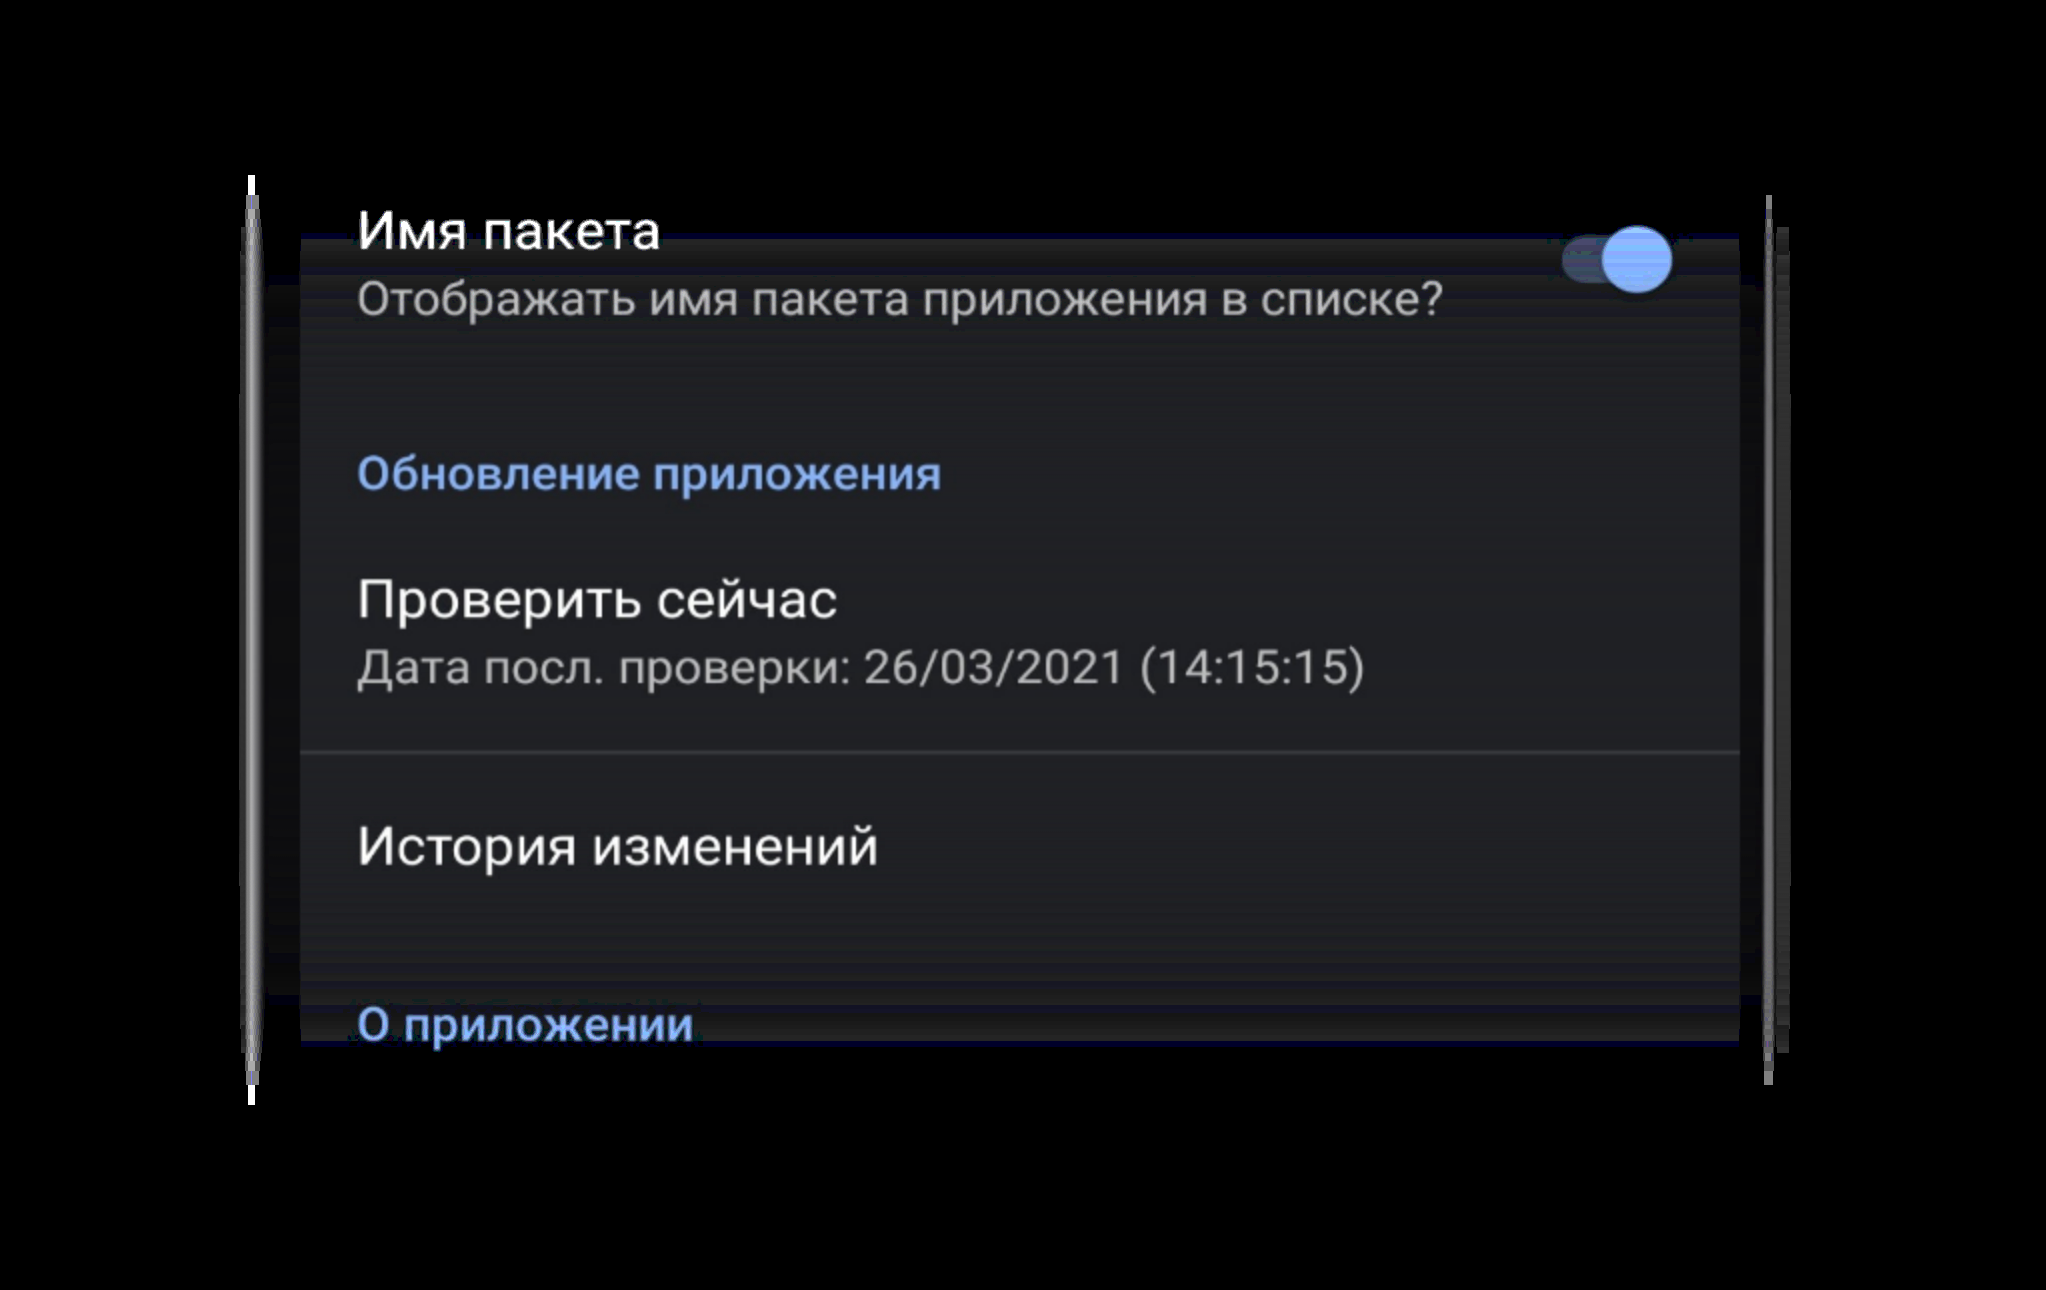 Имя пакета
Отображать имя пакета приложения в списке?
Обновление приложения
Проверить сейчас
Дата посл. проверки: 26/03/2021 (14:15:15)
История изменений
О приложении